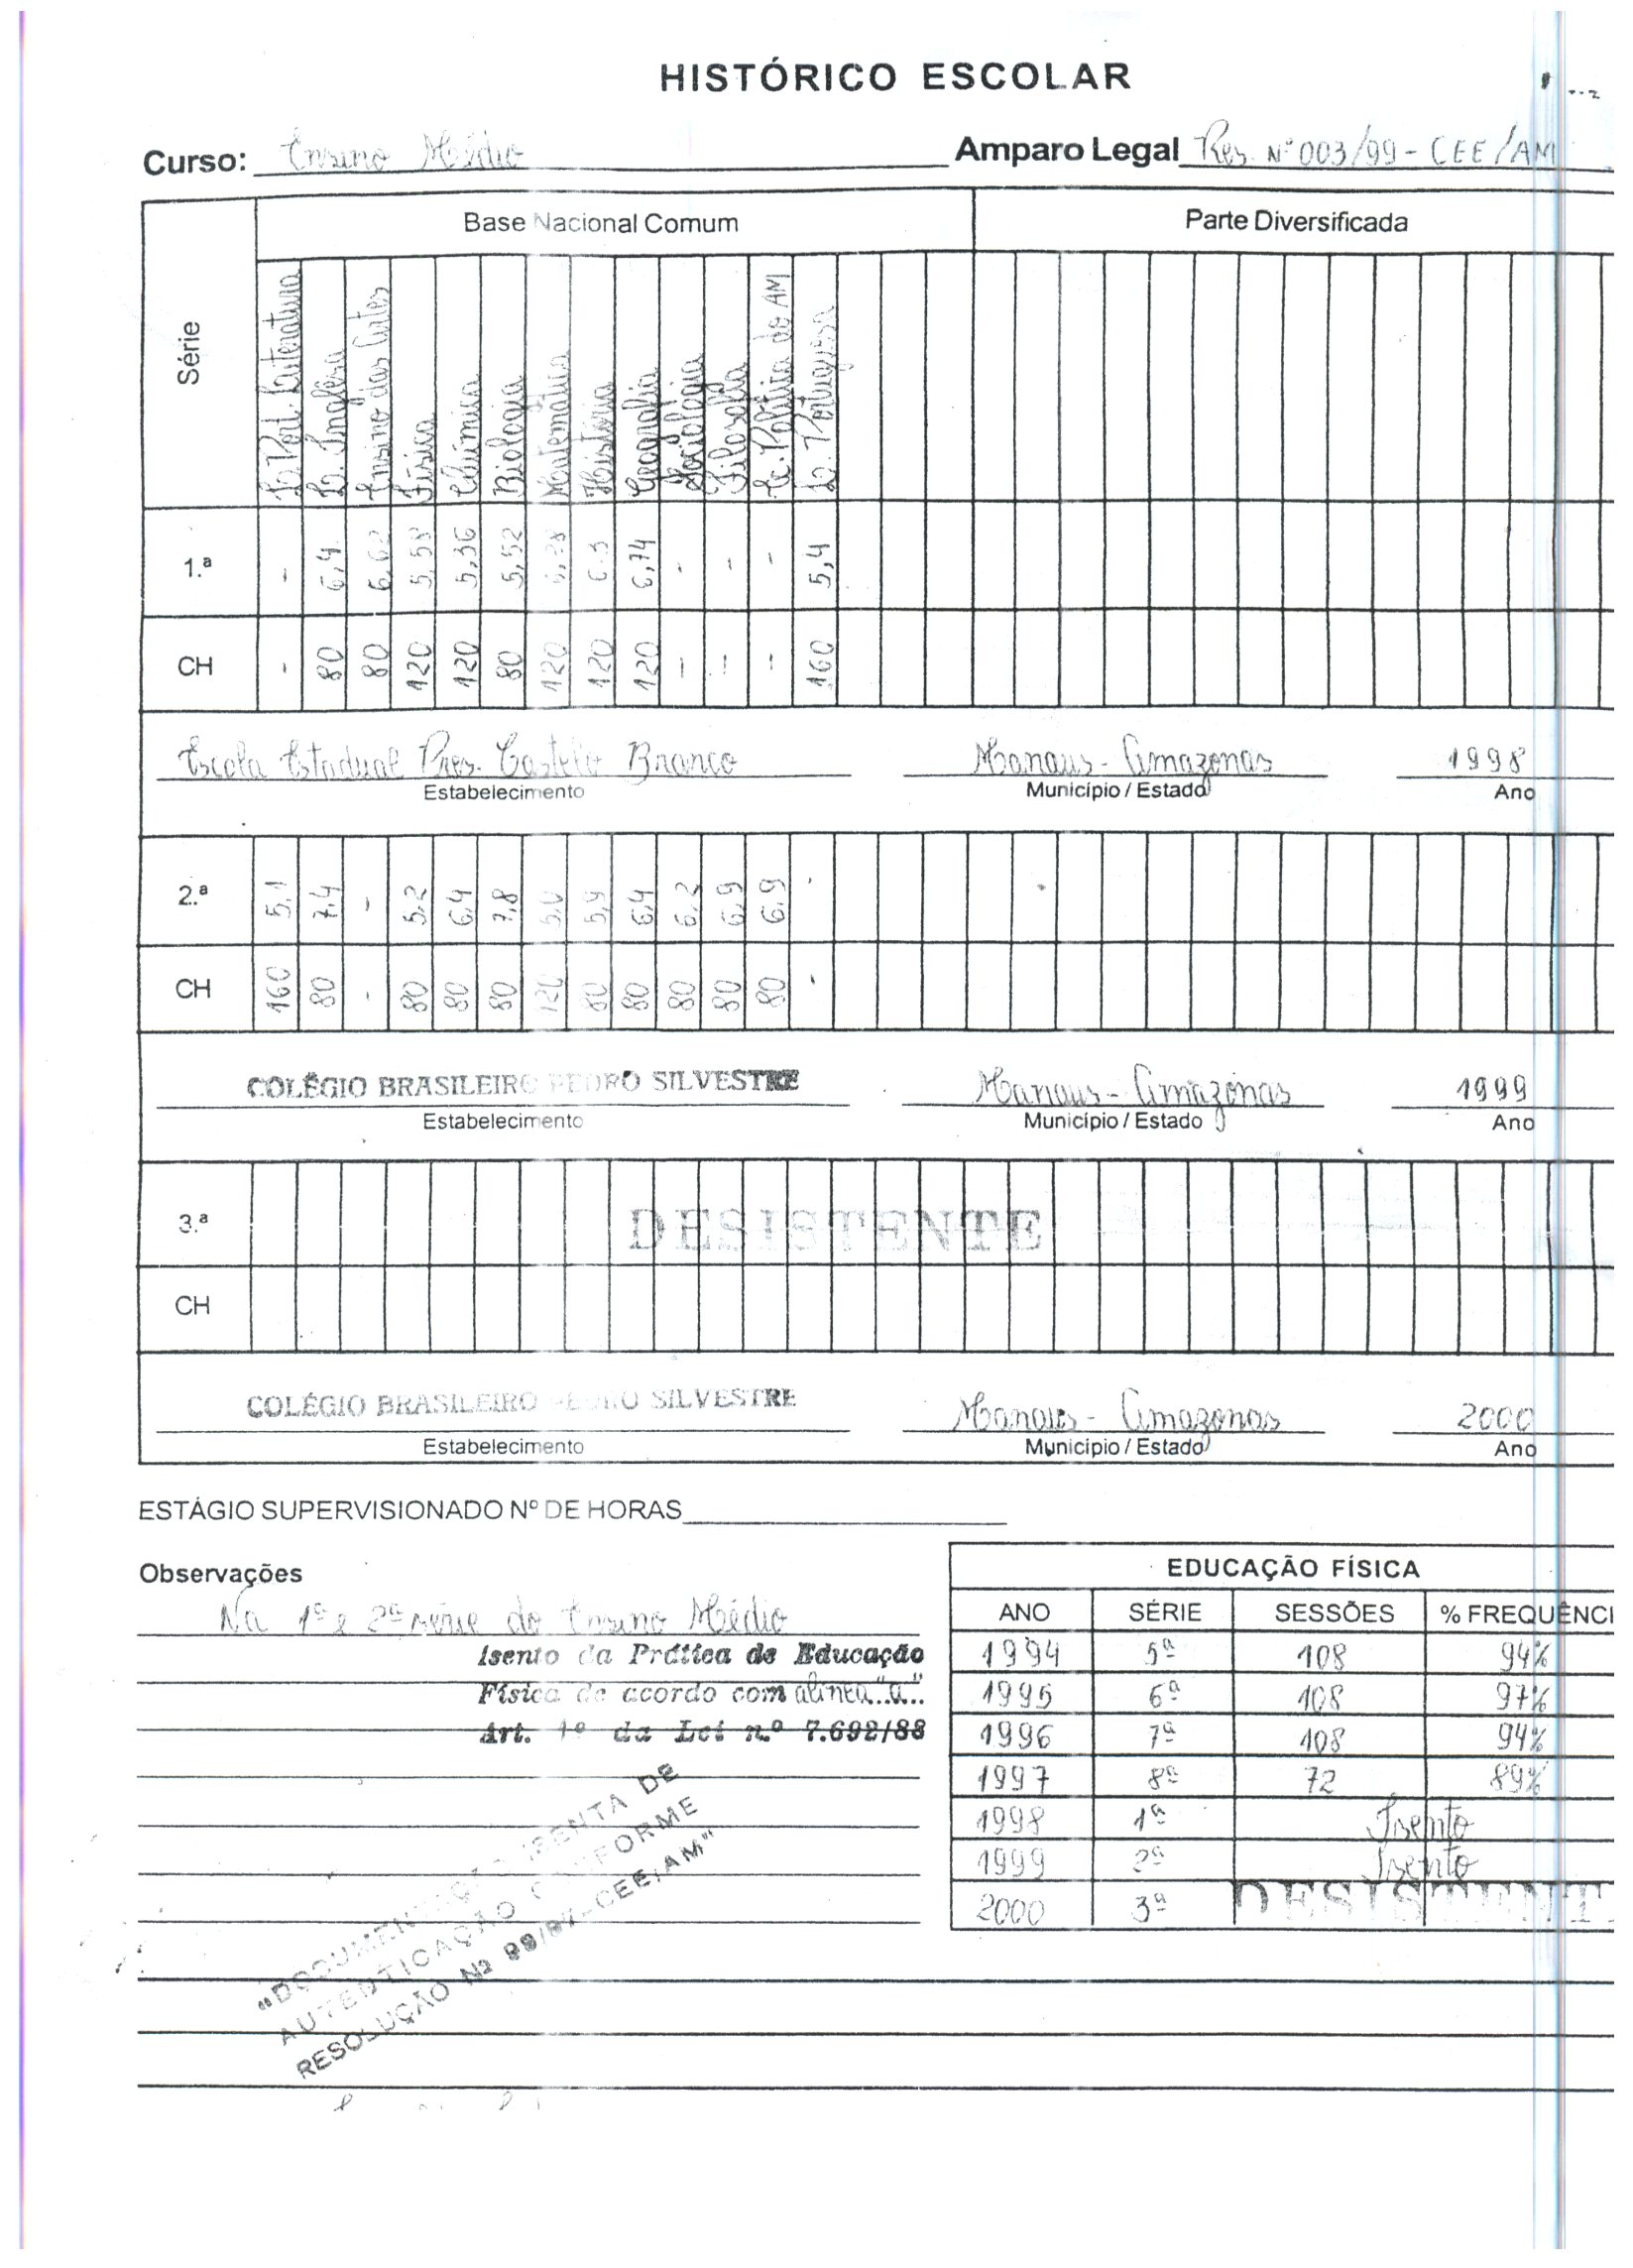 HISTÓRICO ESCOLAR
Curso: Ensino Médio Amparo Legal Res. Nº 003/99 - CEE/AM
Série Base Nacional Comum Parte Diversificada
L. Port. Literatura
L. Inglêsa
Ensino das Artes
Física
Química
Biologia
Matemática
História
Geografia
Sociologia
Filosofia
Ec. Política do AM
L. Portuguesa
1.ª - 6,4 6,62 5,58 5,36 5,52 6.3 6,74 - - - 5,4
CH - 80 80 120 120 80 120 120 120 - - - 160
Escola Estadual Pres. Castelo Branco Manaus - Amazonas 1998
Estabelecimento Município / Estado Ano
2.ª 5,1 7,4 - 5,2 6,4 7,8 5,0 5,9 6,4 6,2 6,9 6,9 -
CH 160 80 - 80 80 80 120 80 80 80 80 80 -
COLÉGIO BRASILEIRO PEDRO SILVESTRE Manaus - Amazonas 1999
Estabelecimento Município / Estado Ano
3.ª DESISTENTE
CH
COLÉGIO BRASILEIRO PEDRO SILVESTRE Manaus - Amazonas 2000
Estabelecimento Município / Estado Ano
ESTÁGIO SUPERVISIONADO Nº DE HORAS
Observações
Na 1ª e 2ª série do Ensino Médio
Isento da Prática de Educação
Física de acordo com alínea "a"
Art. 1º da Lei n.º 7.692/88
"DOCUMENTAÇÃO ISENTA DE
AUTENTICAÇÃO CONFORME
RESOLUÇÃO Nº 99/97-CEE/AM"
EDUCAÇÃO FÍSICA
ANO SÉRIE SESSÕES % FREQUÊNCI
1994 5ª 108 94%
1995 6ª 108 97%
1996 7ª 108 94%
1997 8ª 72 89%
1998 1ª Isento
1999 2ª Isento
2000 3ª DESISTENT